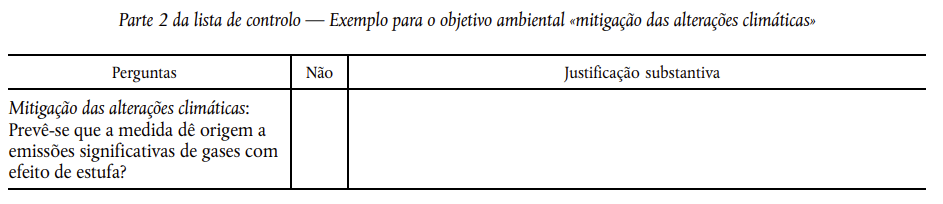 Parte 2 da lista de controlo — Exemplo para o objetivo ambiental «mitigação das alterações climáticas»
Perguntas Não Justificação substantiva
Mitigação das alterações climáticas:
Prevê-se que a medida dê origem a
emissões significativas de gases com
efeito de estufa?